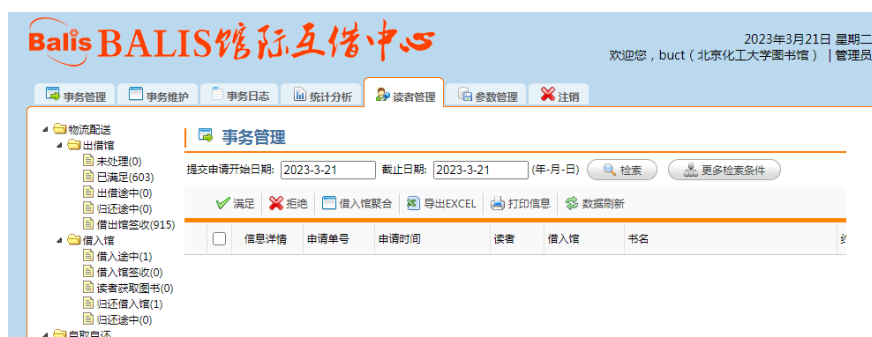 Balis BALIS馆际互借中心
2023年3月21日 星期二
欢迎您，buct（北京化工大学图书馆）｜管理员
事务管理 事务维护 事务日志 统计分析 读者管理 参数管理 注销
物流配送
出借馆
未处理(0)
已满足(603)
出借途中(0)
归还途中(0)
借出馆签收(915)
借入馆
借入途中(1)
借入馆签收(0)
读者获取图书(0)
归还借入馆(1)
归还途中(0)
自取自还
事务管理
提交申请开始日期: 2023-3-21 截止日期: 2023-3-21 (年-月-日) 检索 更多检索条件
满足 拒绝 借入馆聚合 导出EXCEL 打印信息 数据刷新
信息详情 申请单号 申请时间 读者 借入馆 书名